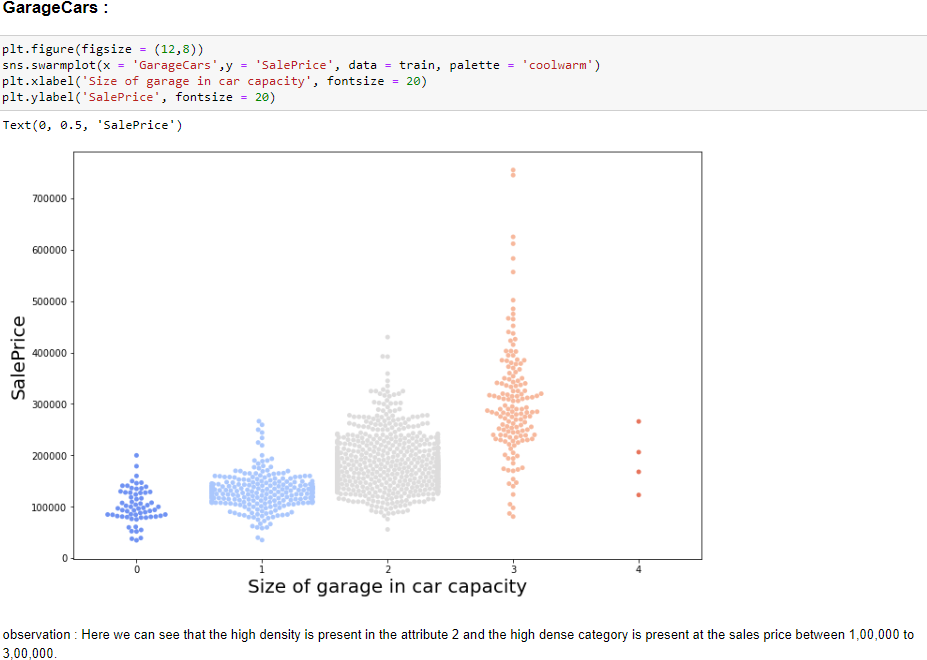 GarageCars :
plt.figure(figsize = (12,8))
sns.swarmplot(x = 'GarageCars',y = 'SalePrice', data = train, palette = 'coolwarm')
plt.xlabel('Size of garage in car capacity', fontsize = 20)
plt.ylabel('SalePrice', fontsize = 20)
Text(0, 0.5, 'SalePrice')
SalePrice
700000
600000
500000
400000
300000
200000
100000
0
0 1 2 3 4
Size of garage in car capacity
observation : Here we can see that the high density is present in the attribute 2 and the high dense category is present at the sales price between 1,00,000 to
3,00,000.